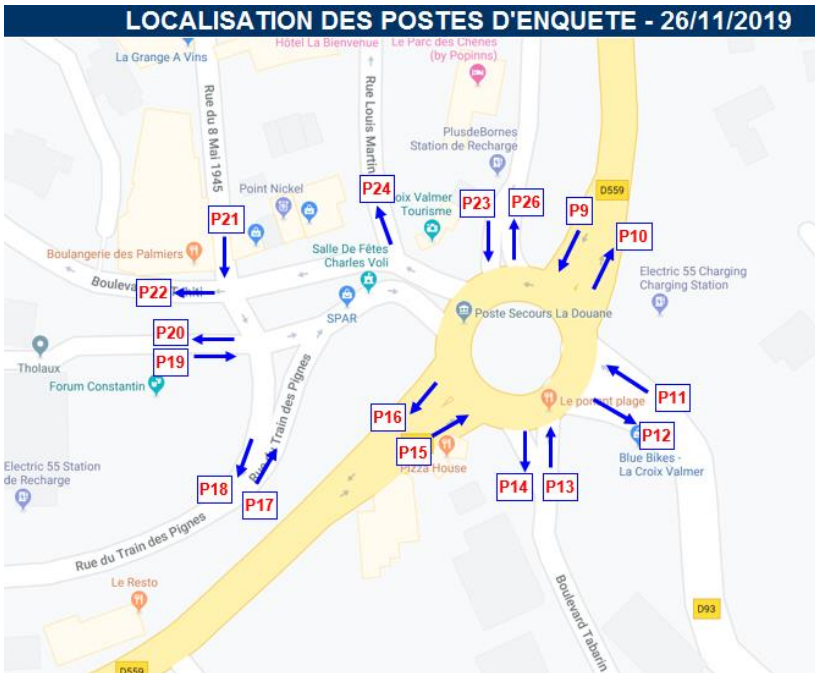 LOCALISATION DES POSTES D'ENQUETE - 26/11/2019
La Grange A Vins
Hôtel La Bienvenue
Le Parc des Chênes
(by Popinns)
Rue du 8 Mai 1945
Rue Louis Martin
PlusdeBornes
Station de Recharge
D559
P24
P23
P26
P9
P10
P21
Point Nickel
oix Valmer
Tourisme
Boulangerie des Palmiers
Salle De Fêtes
Charles Voli
Electric 55 Charging
Charging Station
P22
SPAR
Poste Secours La Douane
P20
P19
Tholaux
Forum Constantin
Rue du Train des Pignes
P16
P15
Pizza House
Le ponant plage
P11
P12
Blue Bikes -
La Croix Valmer
Electric 55 Station
de Recharge
P18
P17
P14
P13
Rue du Train des Pignes
Le Resto
Boulevard Tabarin
D93
D559